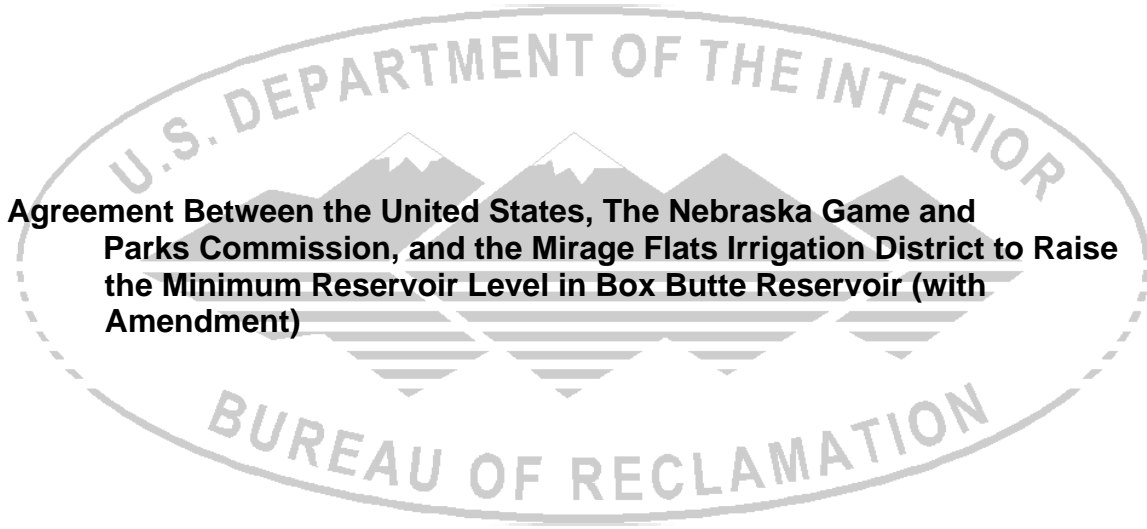 U.S. DEPARTMENT OF THE INTERIOR
Agreement Between the United States, The Nebraska Game and
Parks Commission, and the Mirage Flats Irrigation District to Raise
the Minimum Reservoir Level in Box Butte Reservoir (with
Amendment)
BUREAU OF RECLAMATION